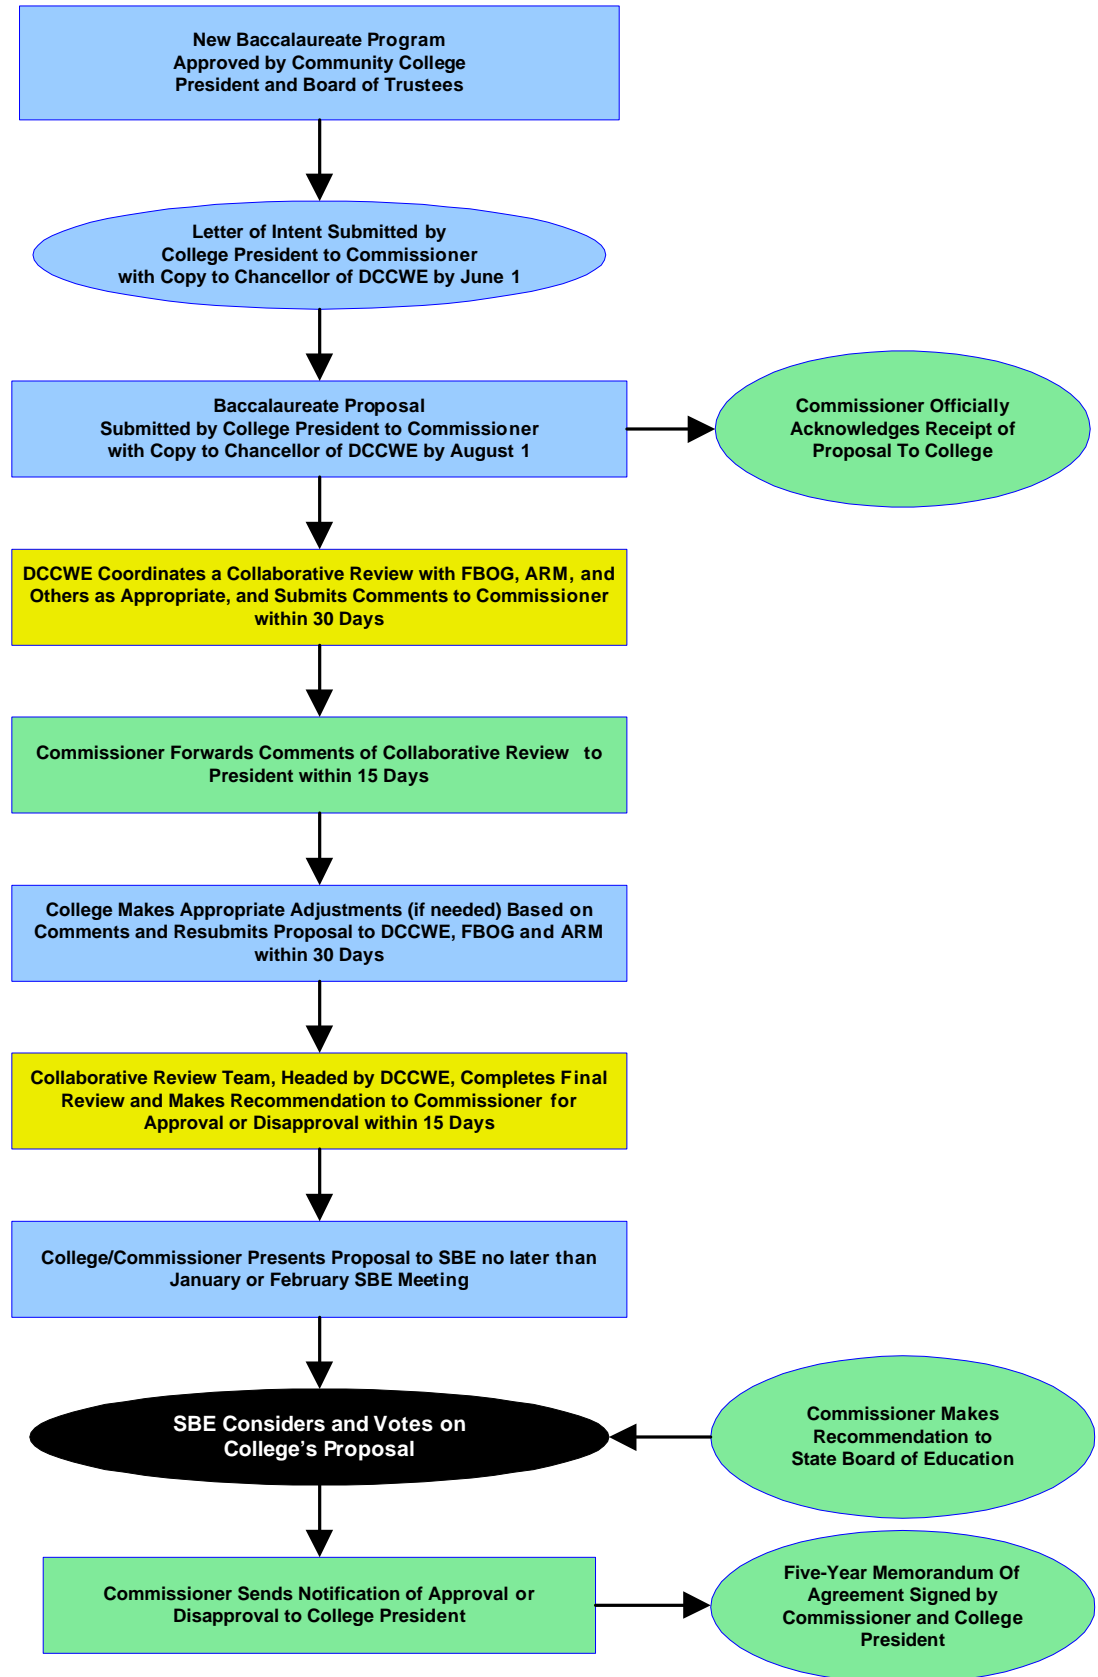 New Baccalaureate Program
Approved by Community College
President and Board of Trustees
Letter of Intent Submitted by
College President to Commissioner
with Copy to Chancellor of DCCWE by June 1
Baccalaureate Proposal
Submitted by College President to Commissioner
with Copy to Chancellor of DCCWE by August 1
Commissioner Officially
Acknowledges Receipt of
Proposal To College
DCCWE Coordinates a Collaborative Review with FBOG, ARM, and
Others as Appropriate, and Submits Comments to Commissioner
within 30 Days
Commissioner Forwards Comments of Collaborative Review to
President within 15 Days
College Makes Appropriate Adjustments (if needed) Based on
Comments and Resubmits Proposal to DCCWE, FBOG and ARM
within 30 Days
Collaborative Review Team, Headed by DCCWE, Completes Final
Review and Makes Recommendation to Commissioner for
Approval or Disapproval within 15 Days
College/Commissioner Presents Proposal to SBE no later than
January or February SBE Meeting
SBE Considers and Votes on
College’s Proposal
Commissioner Makes
Recommendation to
State Board of Education
Commissioner Sends Notification of Approval or
Disapproval to College President
Five-Year Memorandum Of
Agreement Signed by
Commissioner and College
President